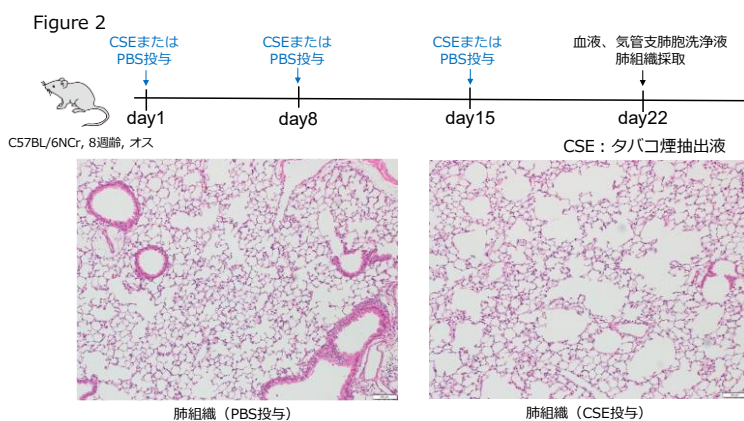 Figure 2
CSEまたは
PBS投与
CSEまたは
PBS投与
CSEまたは
PBS投与
血液、気管支肺胞洗浄液
肺組織採取
day1
day8
day15
day22
C57BL/6NCr, 8週齢, オス
CSE：タバコ煙抽出液
肺組織（PBS投与）
肺組織（CSE投与）